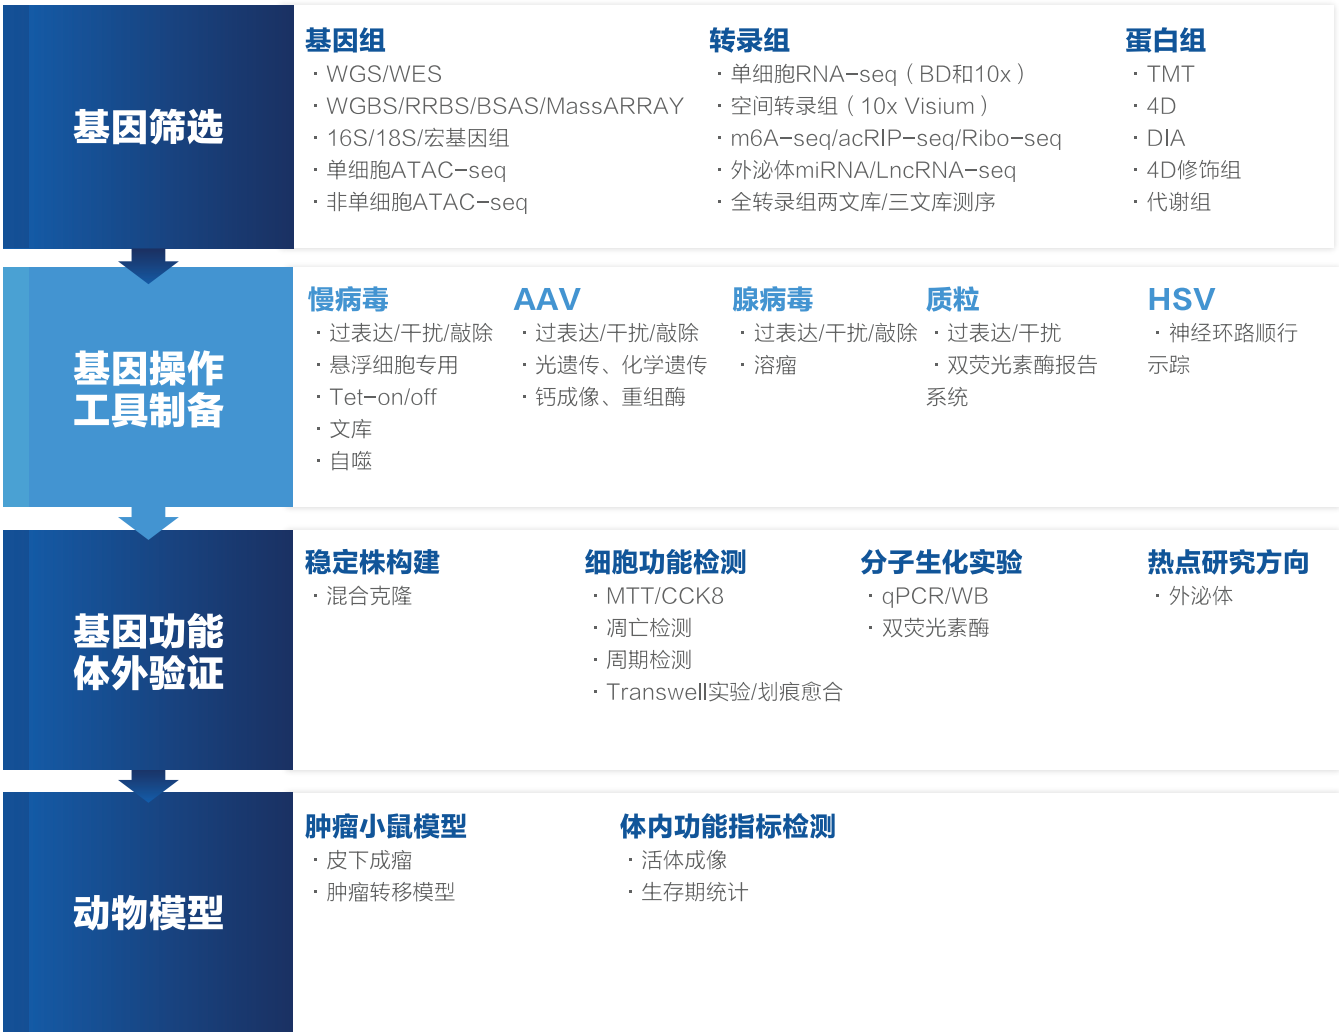 基因筛选
基因组
· WGS/WES
· WGBS/RRBS/BSAS/MassARRAY
· 16S/18S/宏基因组
· 单细胞ATAC-seq
· 非单细胞ATAC-seq
转录组
· 单细胞RNA-seq（BD和10x）
· 空间转录组（10x Visium）
· m6A-seq/acRIP-seq/Ribo-seq
· 外泌体miRNA/LncRNA-seq
· 全转录组两文库/三文库测序
蛋白组
· TMT
· 4D
· DIA
· 4D修饰组
· 代谢组
基因操作
工具制备
慢病毒
· 过表达/干扰/敲除
· 悬浮细胞专用
· Tet-on/off
· 文库
· 自噬
AAV
· 过表达/干扰/敲除
· 光遗传、化学遗传
· 钙成像、重组酶
腺病毒
· 过表达/干扰/敲除
· 溶瘤
质粒
· 过表达/干扰
· 双荧光素酶报告
系统
HSV
· 神经环路顺行
示踪
基因功能
体外验证
稳定株构建
· 混合克隆
细胞功能检测
· MTT/CCK8
· 凋亡检测
· 周期检测
· Transwell实验/划痕愈合
分子生化实验
· qPCR/WB
· 双荧光素酶
热点研究方向
· 外泌体
动物模型
肿瘤小鼠模型
· 皮下成瘤
· 肿瘤转移模型
体内功能指标检测
· 活体成像
· 生存期统计